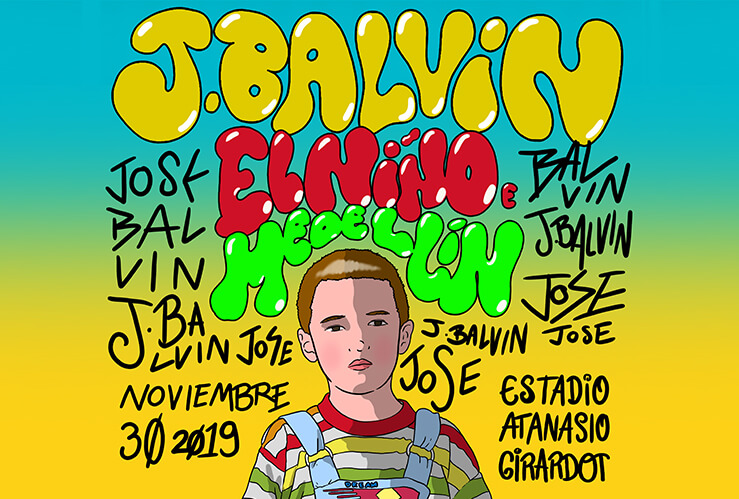 J.BALVIN
EL NIÑO E
MEDELLIN
JOSE
BAL
VIN
J.BA
LVIN JOSE
NOVIEMBRE
30 2019
BAL
VIN
J.BALVIN
JOSE
JOSE
J.BALVIN
JOSE
ESTADIO
ATANASIO
GIRARDOT
DREAM